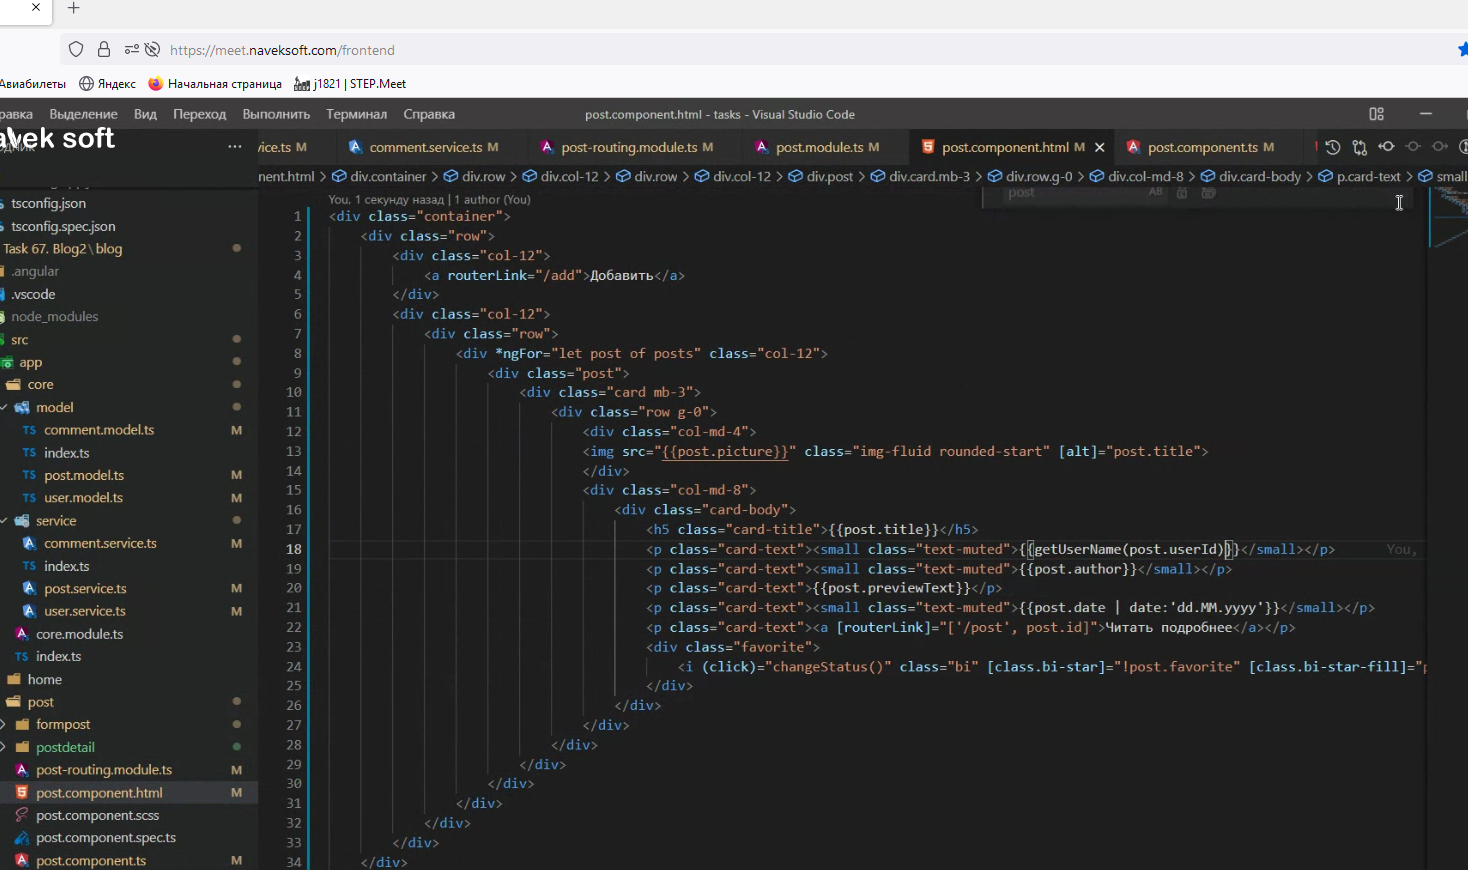 https://meet.naveksoft.com/frontend
Авиабилеты Яндекс Начальная страница j1821 | STEP.Meet
равка Выделение Вид Переход Выполнить Терминал Справка post.component.html - tasks - Visual Studio Code
avek soft
vice.ts M comment.service.ts M post-routing.module.ts M post.module.ts M post.component.html M post.component.ts M
nent.html > div.container > div.row > div.col-12 > div.row > div.col-12 > div.post > div.card.mb-3 > div.row.g-0 > div.col-md-8 > div.card-body > p.card-text > small
post AB
tsconfig.json
tsconfig.spec.json
Task 67. Blog2\blog
.angular
.vscode
node_modules
src
app
core
model
TS comment.model.ts M
TS index.ts
TS post.model.ts M
TS user.model.ts M
service
comment.service.ts M
TS index.ts
post.service.ts M
user.service.ts M
core.module.ts
TS index.ts
home
post
formpost
postdetail
post-routing.module.ts M
post.component.html M
post.component.scss
post.component.spec.ts
post.component.ts M
You, 1 секунду назад | 1 author (You)
1 <div class="container">
2 <div class="row">
3 <div class="col-12">
4 <a routerLink="/add">Добавить</a>
5 </div>
6 <div class="col-12">
7 <div class="row">
8 <div *ngFor="let post of posts" class="col-12">
9 <div class="post">
10 <div class="card mb-3">
11 <div class="row g-0">
12 <div class="col-md-4">
13 <img src="{{post.picture}}" class="img-fluid rounded-start" [alt]="post.title">
14 </div>
15 <div class="col-md-8">
16 <div class="card-body">
17 <h5 class="card-title">{{post.title}}</h5>
18 <p class="card-text"><small class="text-muted">{{getUserName(post.userId)}}</small></p> You,
19 <p class="card-text"><small class="text-muted">{{post.author}}</small></p>
20 <p class="card-text">{{post.previewText}}</p>
21 <p class="card-text"><small class="text-muted">{{post.date | date:'dd.MM.yyyy'}}</small></p>
22 <p class="card-text"><a [routerLink]="['/post', post.id]">Читать подробнее</a></p>
23 <div class="favorite">
24 <i (click)="changeStatus()" class="bi" [class.bi-star]="!post.favorite" [class.bi-star-fill]="p
25 </div>
26 </div>
27 </div>
28 </div>
29 </div>
30 </div>
31 </div>
32 </div>
33 </div>
34 </div>